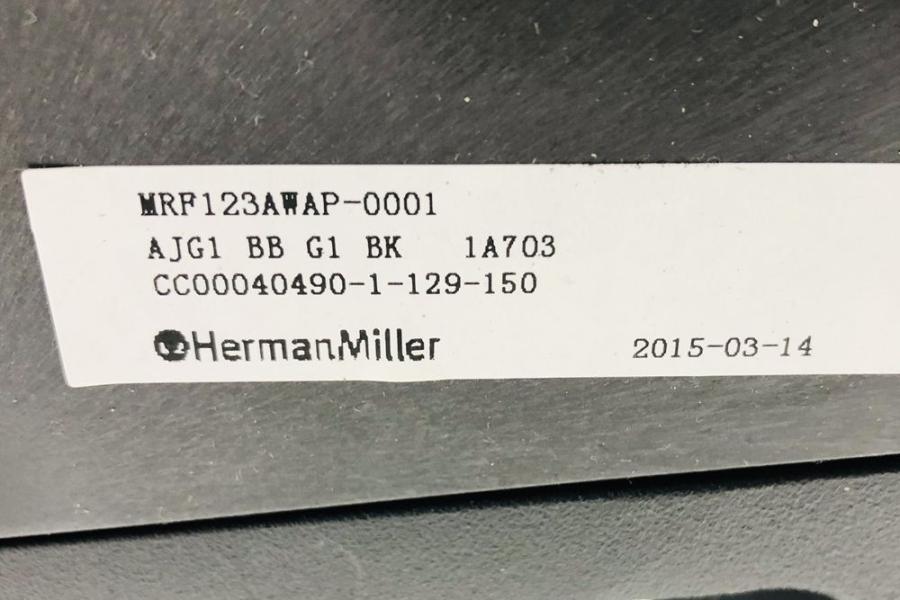 MRF123AWAP-0001
AJG1 BB G1 BK 1A703
CC00040490-1-129-150
HermanMiller 2015-03-14